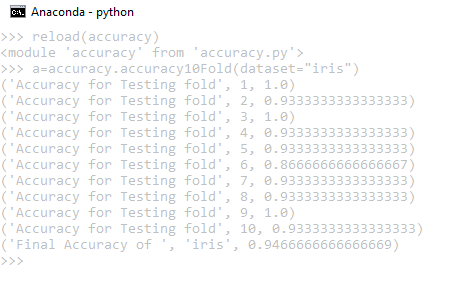 Anaconda - python
>>> reload(accuracy)
<module 'accuracy' from 'accuracy.py'>
>>> a=accuracy.accuracy10Fold(dataset="iris")
('Accuracy for Testing fold', 1, 1.0)
('Accuracy for Testing fold', 2, 0.9333333333333333)
('Accuracy for Testing fold', 3, 1.0)
('Accuracy for Testing fold', 4, 0.9333333333333333)
('Accuracy for Testing fold', 5, 0.9333333333333333)
('Accuracy for Testing fold', 6, 0.8666666666666667)
('Accuracy for Testing fold', 7, 0.9333333333333333)
('Accuracy for Testing fold', 8, 0.9333333333333333)
('Accuracy for Testing fold', 9, 1.0)
('Accuracy for Testing fold', 10, 0.9333333333333333)
('Final Accuracy of ', 'iris', 0.9466666666666669)
>>>